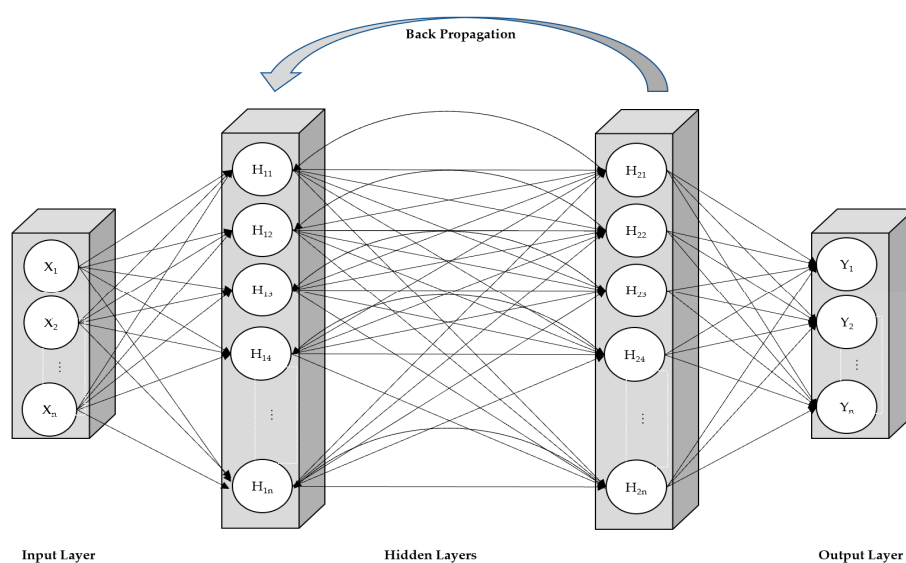 Back Propagation
X1
X2
⋮
Xn
H11
H12
H13
H14
⋮
H1n
H21
H22
H23
H24
⋮
H2n
Y1
Y2
⋮
Yn
Input Layer
Hidden Layers
Output Layer